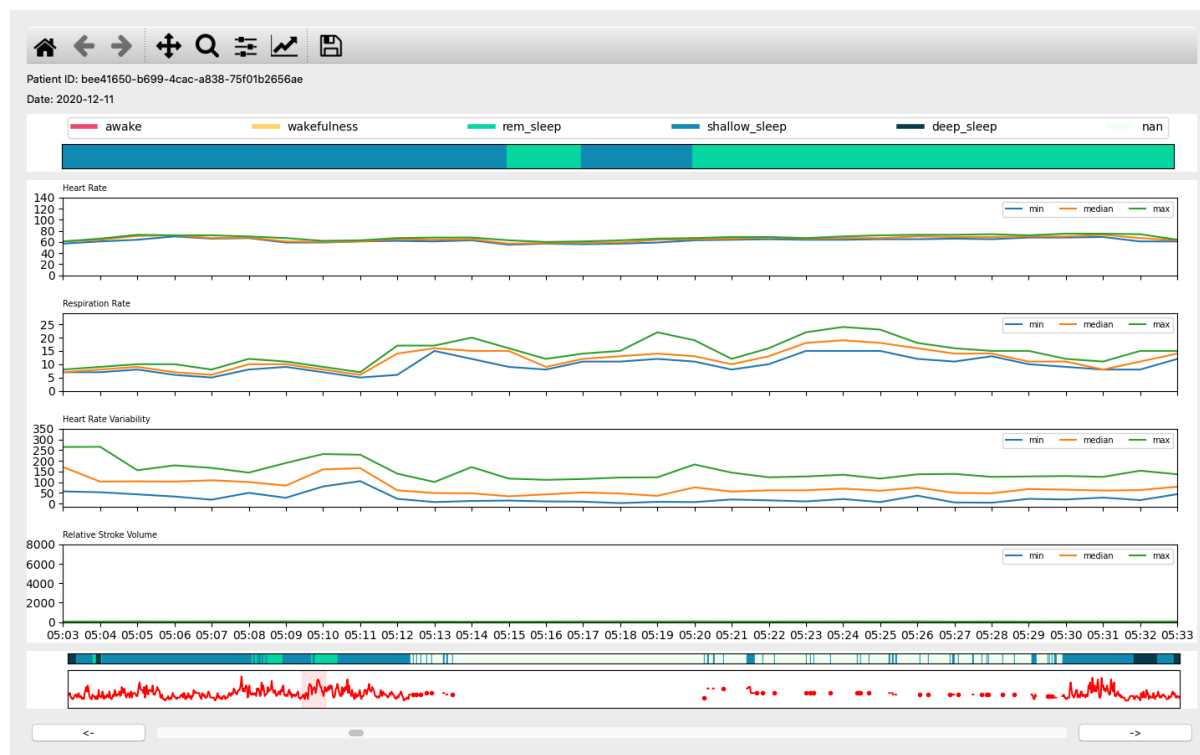 Patient ID: bee41650-b699-4cac-a838-75f01b2656ae
Date: 2020-12-11
awake wakefulness rem_sleep shallow_sleep deep_sleep nan
Heart Rate
140
120
100
80
60
40
20
0
min median max
Respiration Rate
25
20
15
10
5
0
min median max
Heart Rate Variability
350
300
250
200
150
100
50
0
min median max
Relative Stroke Volume
8000
6000
4000
2000
0
min median max
05:03 05:04 05:05 05:06 05:07 05:08 05:09 05:10 05:11 05:12 05:13 05:14 05:15 05:16 05:17 05:18 05:19 05:20 05:21 05:22 05:23 05:24 05:25 05:26 05:27 05:28 05:29 05:30 05:31 05:32 05:33
<- ->